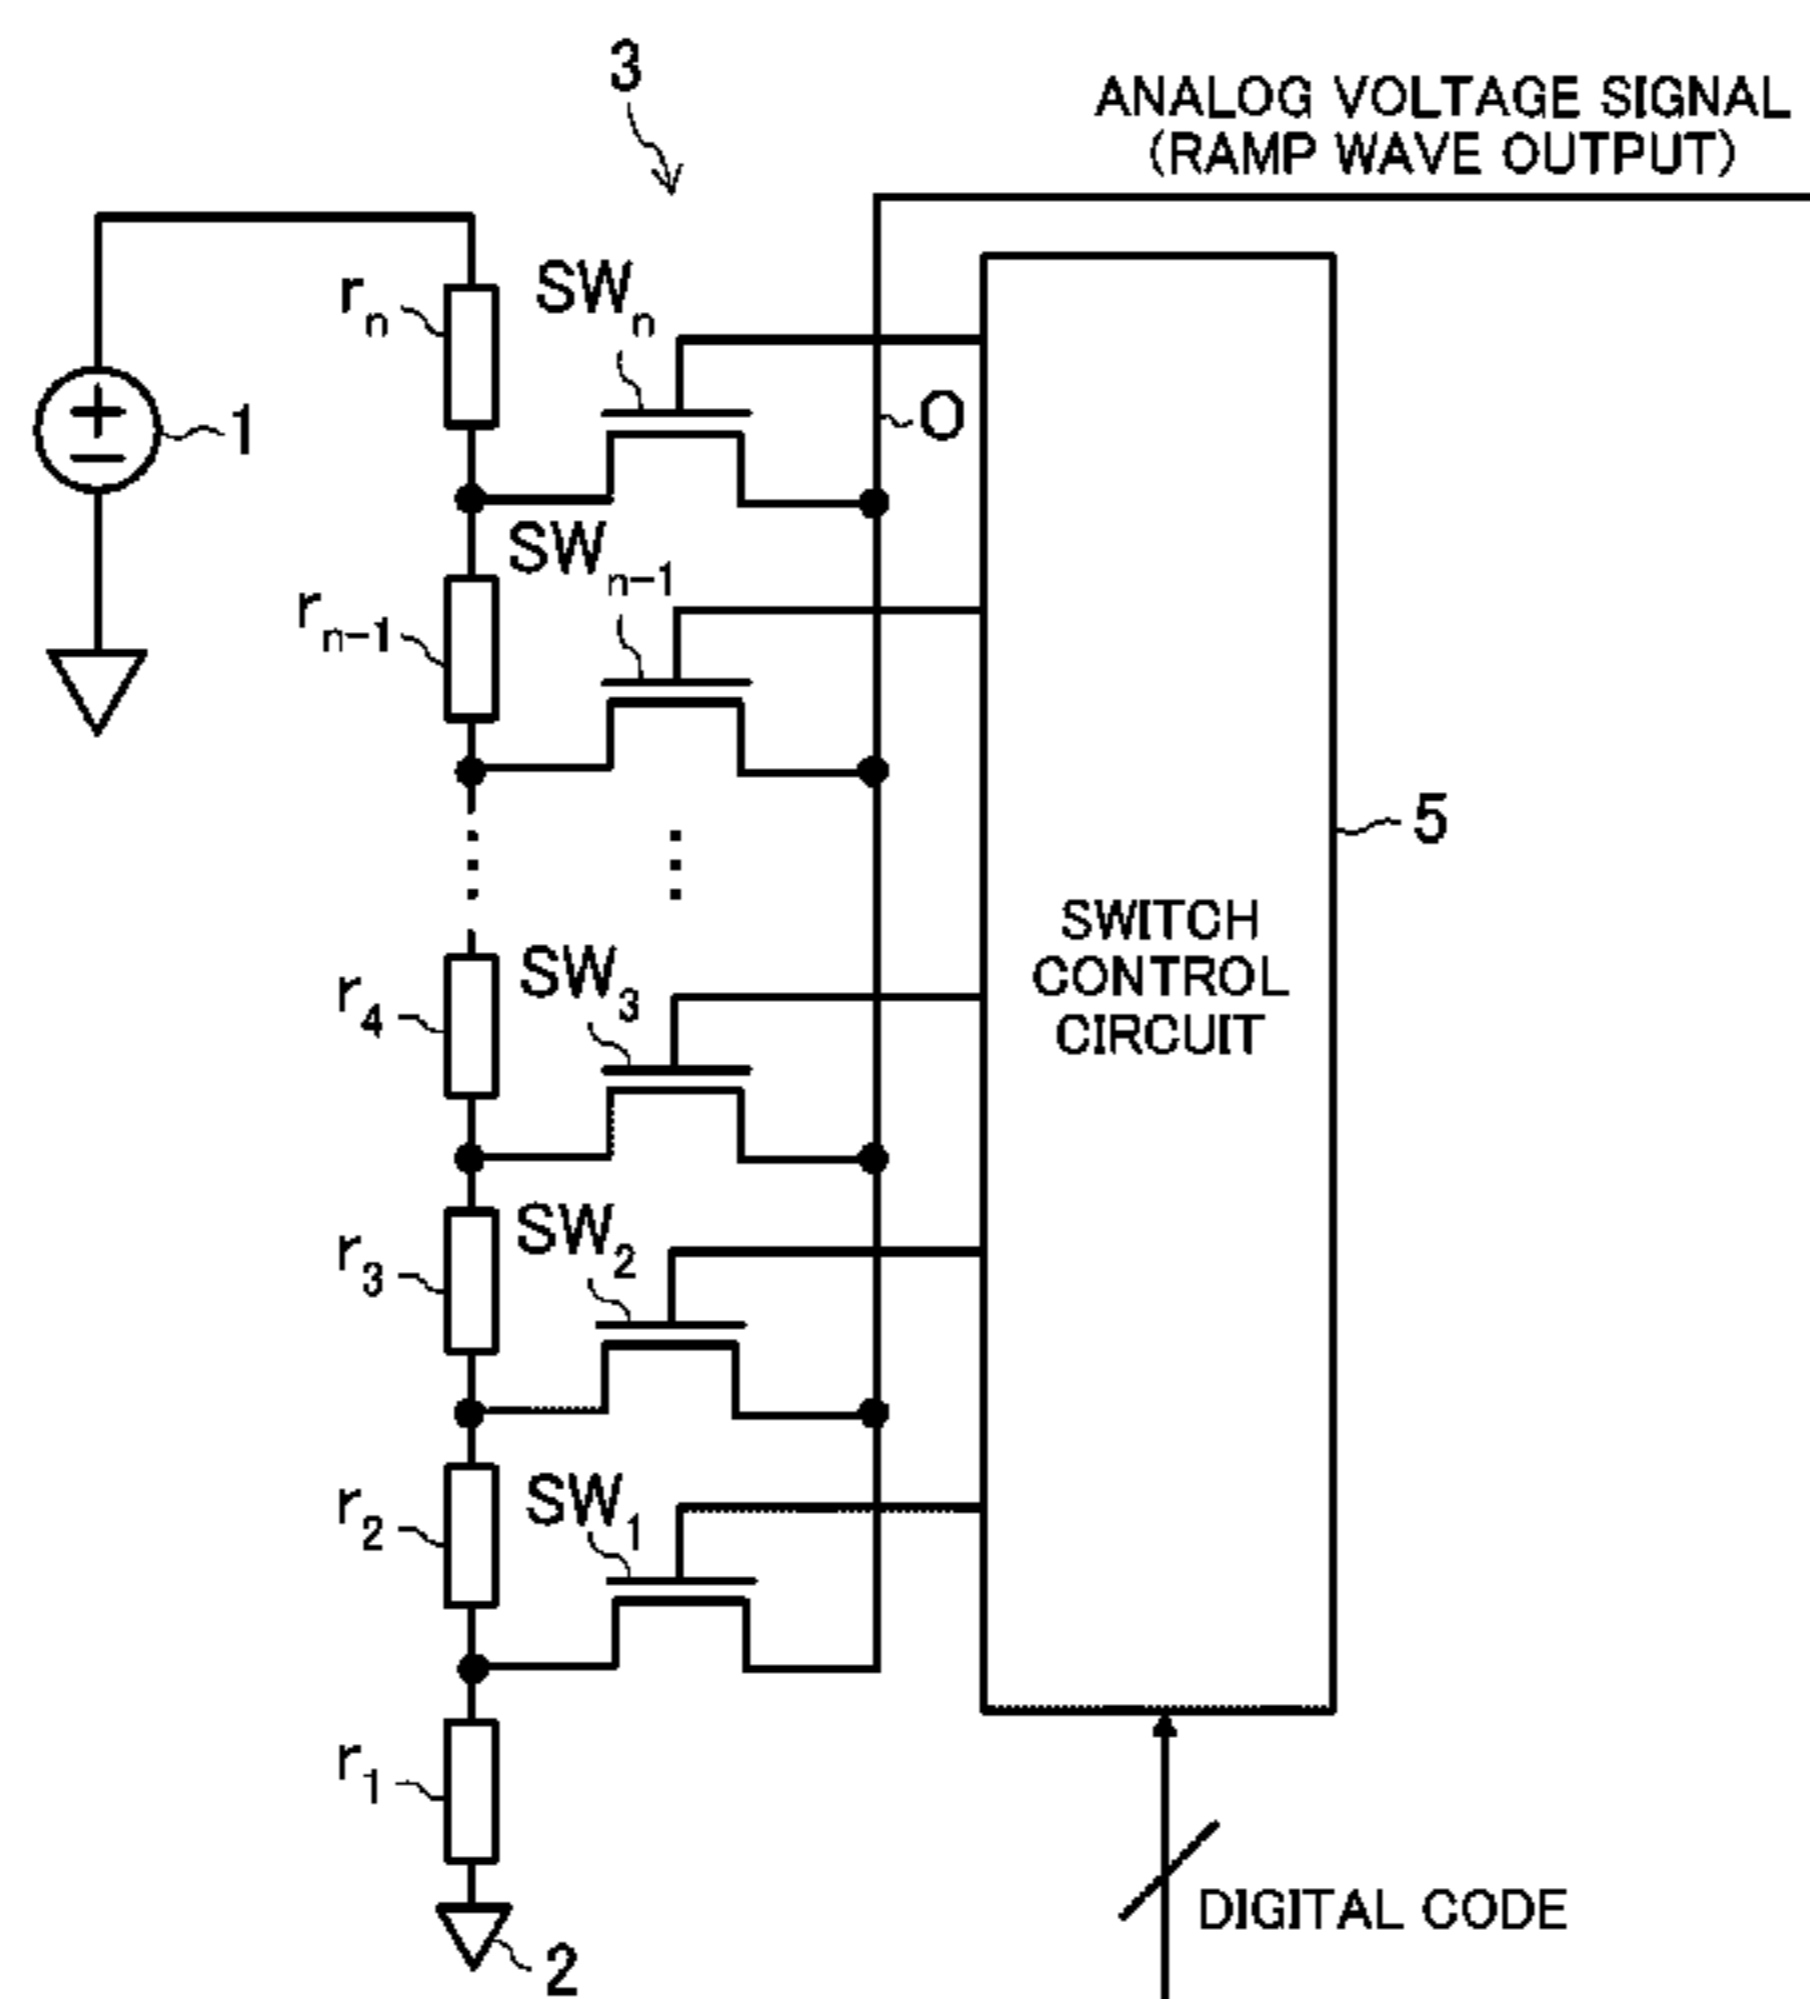 3
ANALOG VOLTAGE SIGNAL
(RAMP WAVE OUTPUT)
rn
SWn
1
O
SWn-1
rn-1
5
SWITCH
CONTROL
CIRCUIT
r4
SW3
r3
SW2
r2
SW1
r1
DIGITAL CODE
2